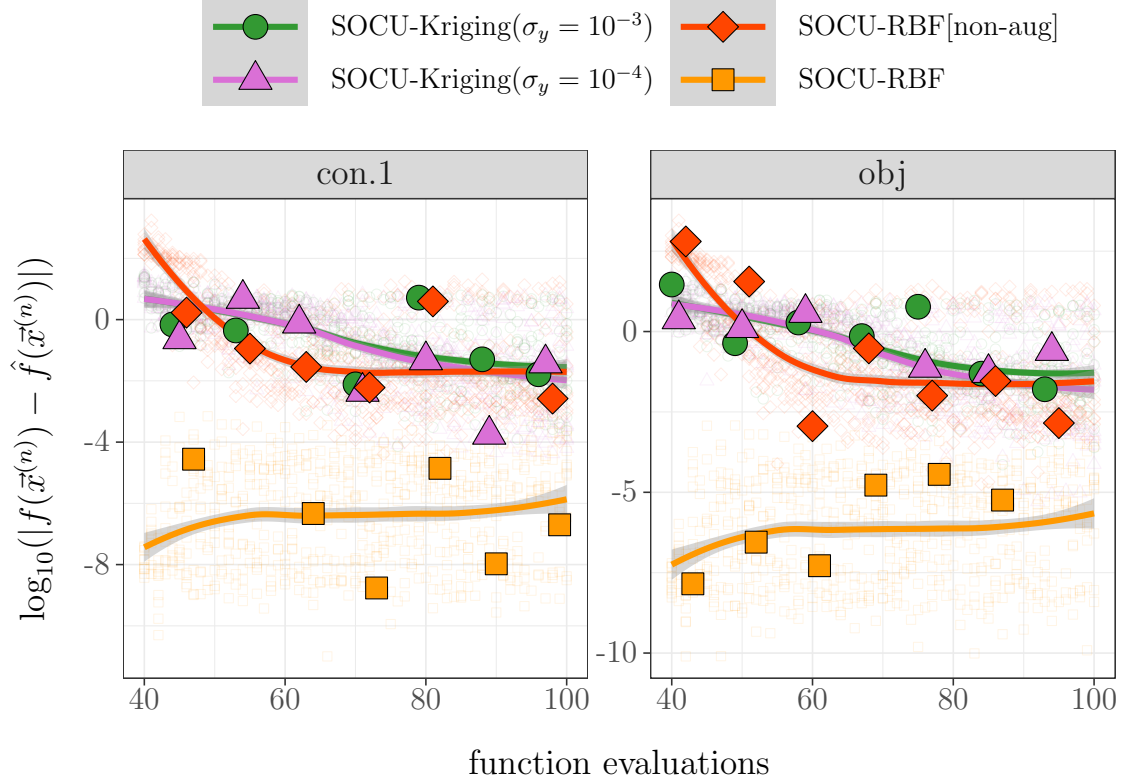 SOCU-Kriging(σ_y = 10⁻³) SOCU-RBF[non-aug]
SOCU-Kriging(σ_y = 10⁻⁴) SOCU-RBF
con.1 obj
log₁₀(|f(x⃗⁽ⁿ⁾) − f̂(x⃗⁽ⁿ⁾)|)
0
-4
-8
0
-5
-10
40 60 80 100 40 60 80 100
function evaluations